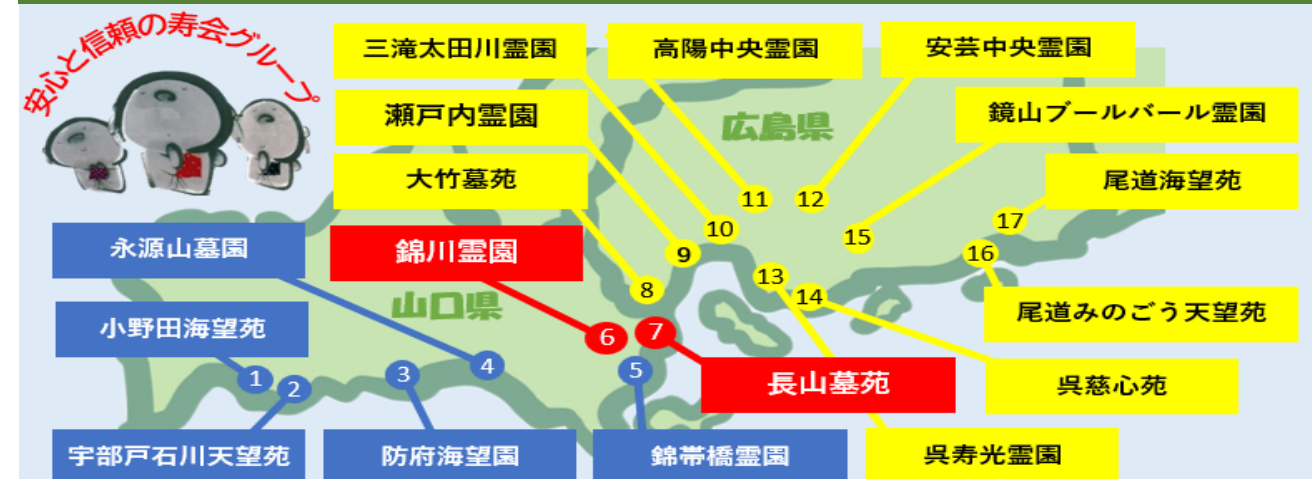 安心と信頼の寿会グループ
三滝太田川霊園
高陽中央霊園
安芸中央霊園
瀬戸内霊園
広島県
鏡山ブールバール霊園
大竹墓苑
尾道海望苑
11
12
17
10
15
永源山墓園
錦川霊園
9
16
13
8
14
山口県
尾道みのごう天望苑
小野田海望苑
6
7
1
2
3
4
5
長山墓苑
呉慈心苑
宇部戸石川天望苑
防府海望園
錦帯橋霊園
呉寿光霊園